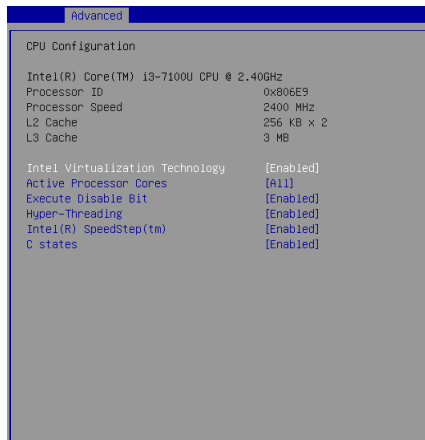 Advanced
CPU Configuration
Intel(R) Core(TM) i3-7100U CPU @ 2.40GHz
Processor ID 0x806E9
Processor Speed 2400 MHz
L2 Cache 256 KB x 2
L3 Cache 3 MB
Intel Virtualization Technology [Enabled]
Active Processor Cores [All]
Execute Disable Bit [Enabled]
Hyper-Threading [Enabled]
Intel(R) SpeedStep(tm) [Enabled]
C states [Enabled]